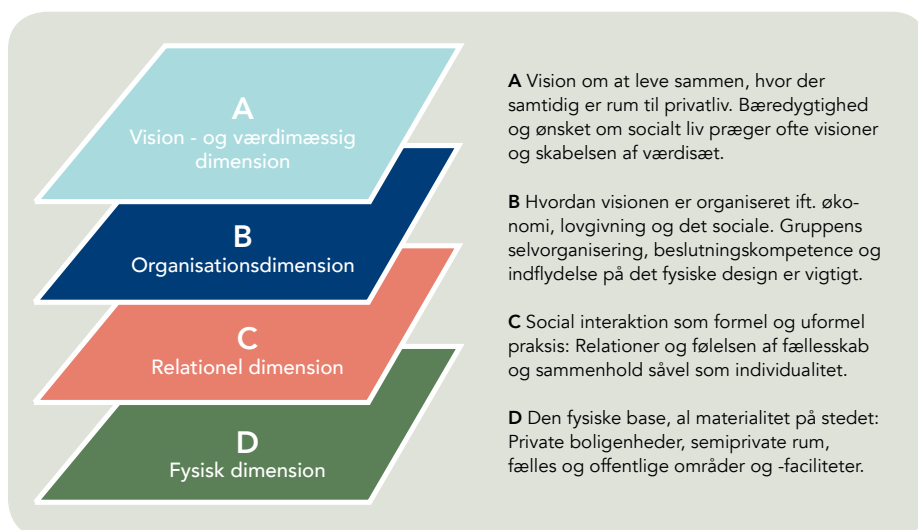 A
Vision - og værdimæssig
dimension
B
Organisationsdimension
C
Relationel dimension
D
Fysisk dimension
A Vision om at leve sammen, hvor der
samtidig er rum til privatliv. Bæredygtighed
og ønsket om socialt liv præger ofte visioner
og skabelsen af værdisæt.
B Hvordan visionen er organiseret ift. øko-
nomi, lovgivning og det sociale. Gruppens
selvorganisering, beslutningskompetence og
indflydelse på det fysiske design er vigtigt.
C Social interaktion som formel og uformel
praksis: Relationer og følelsen af fællesskab
og sammenhold såvel som individualitet.
D Den fysiske base, al materialitet på stedet:
Private boligenheder, semiprivate rum,
fælles og offentlige områder og -faciliteter.